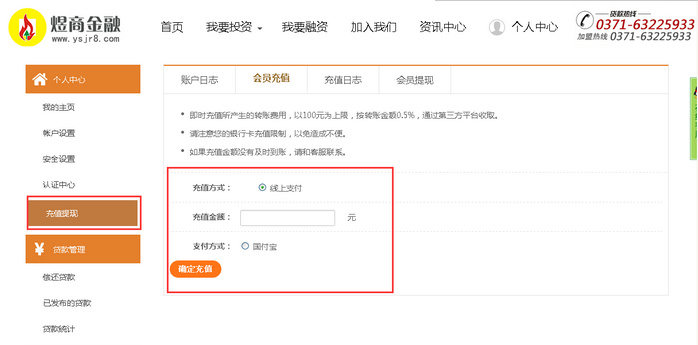 煜商金融
www.ysjr8.com
首页 我要投资 我要融资 加入我们 资讯中心 个人中心
贷款热线
0371-63225933
加盟热线 0371-63225933
个人中心
我的主页
帐户设置
安全设置
认证中心
充值提现
¥ 贷款管理
偿还贷款
已发布的贷款
贷款统计
账户日志 会员充值 充值日志 会员提现
即时充值所产生的转账费用，以100元为上限，按转账金额0.5%，通过第三方平台收取。
请注意您的银行卡充值限制，以免造成不便。
如果充值金额没有及时到账，请和客服联系。
充值方式： 线上支付
充值金额： 元
支付方式： 国付宝
确定充值